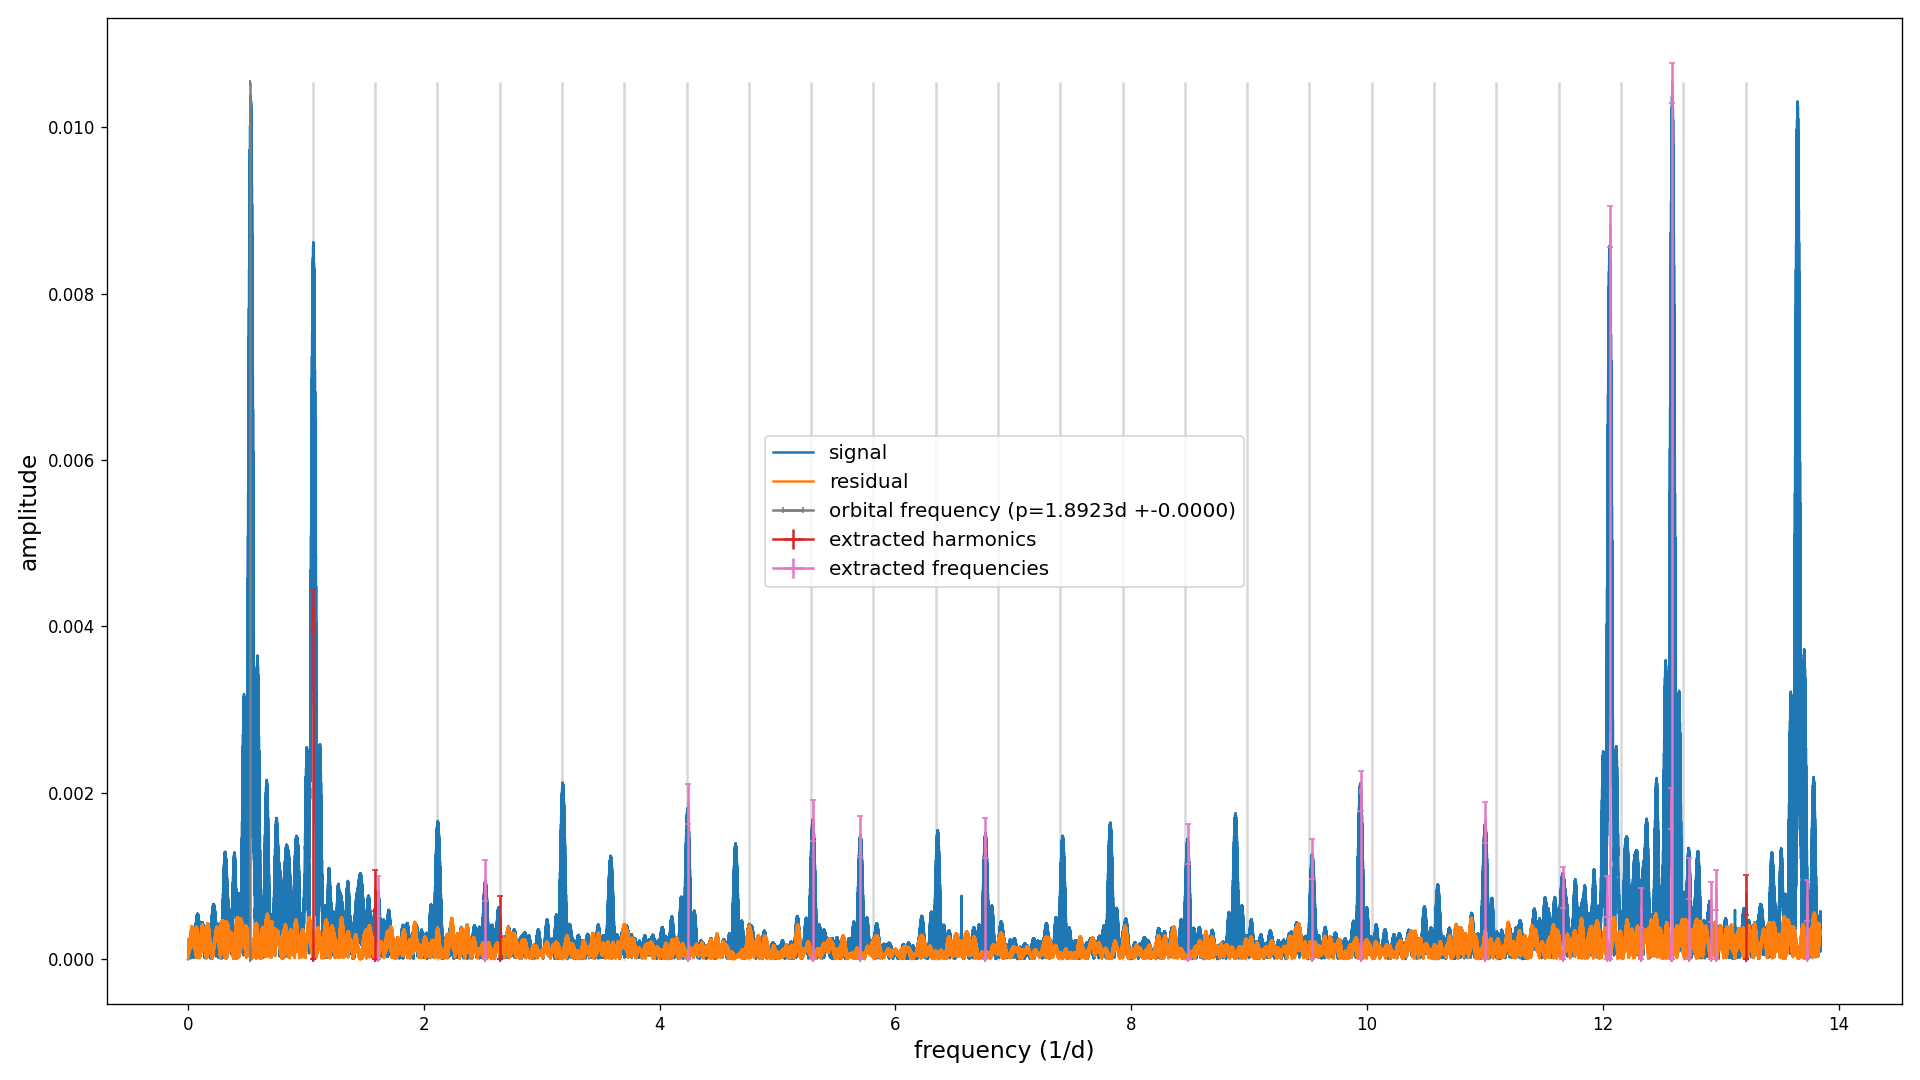 amplitude
0.010
0.008
0.006
0.004
0.002
0.000
signal
residual
orbital frequency (p=1.8923d +-0.0000)
extracted harmonics
extracted frequencies
0 2 4 6 8 10 12 14
frequency (1/d)